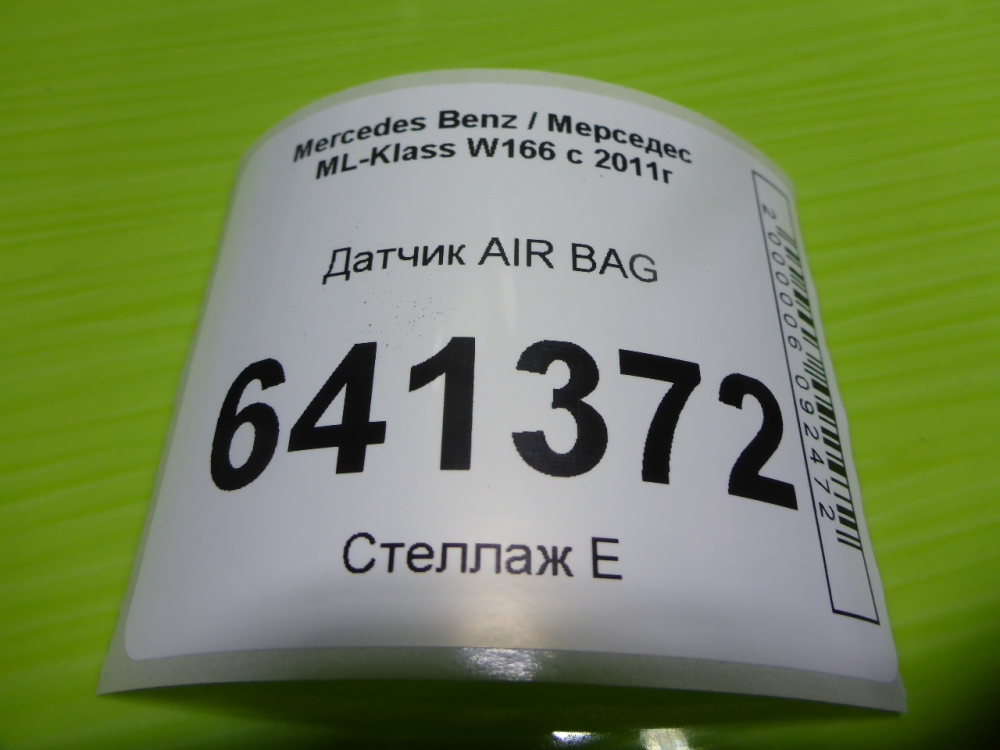 Mercedes Benz / Мерседес
ML-Klass W166 с 2011г
Датчик AIR BAG
641372
Стеллаж Е
2000006092472